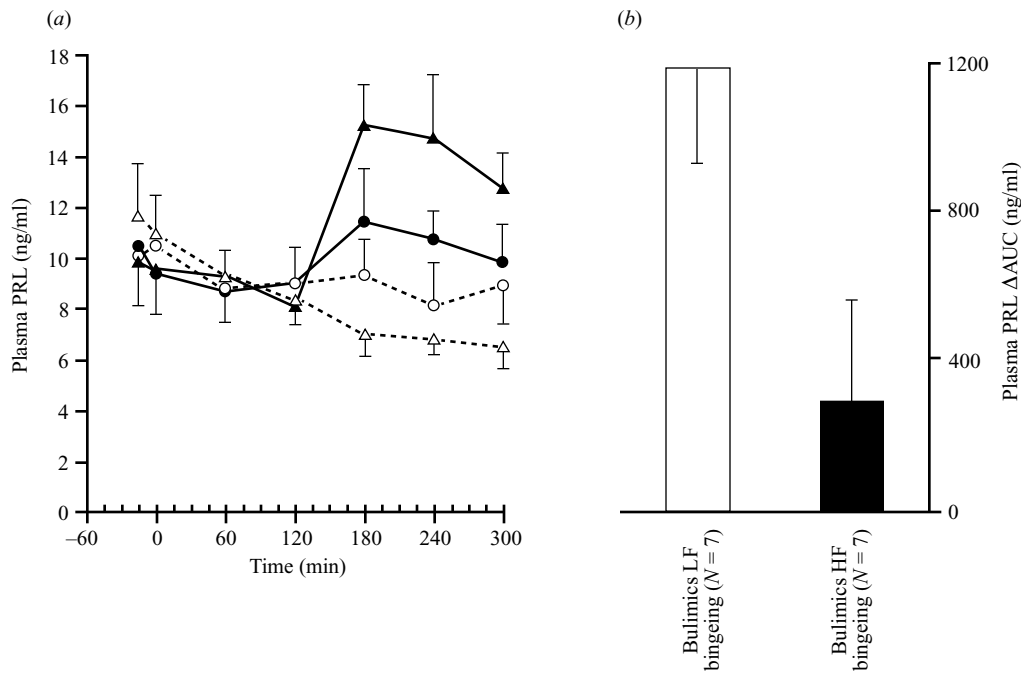 (a)
18
16
14
12
10
8
6
4
2
0
Plasma PRL (ng/ml)
–60
0
60
120
180
240
300
Time (min)
(b)
1200
800
400
0
Plasma PRL ΔAUC (ng/ml)
Bulimics LF
bingeing (N = 7)
Bulimics HF
bingeing (N = 7)